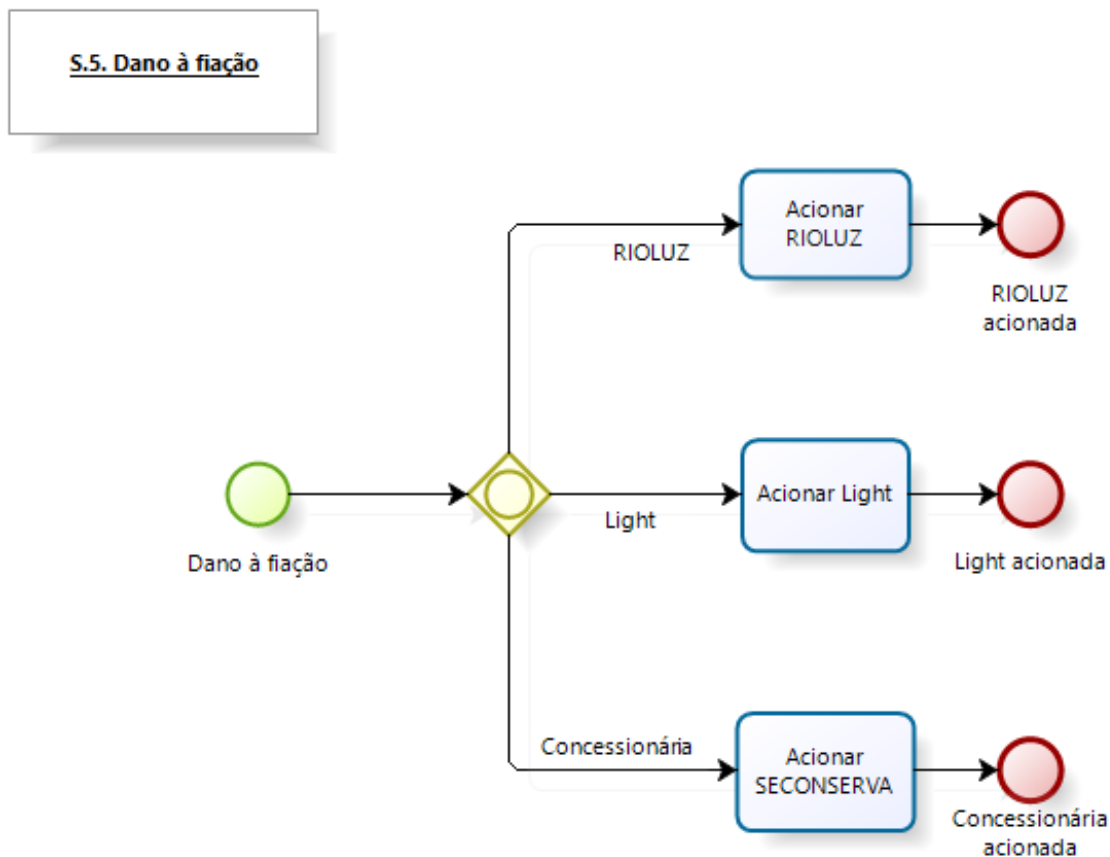 S.5. Dano à fiação
Acionar
RIOLUZ
RIOLUZ
RIOLUZ
acionada
Dano à fiação
Light
Acionar Light
Light acionada
Concessionária
Acionar
SECONSERVA
Concessionária
acionada